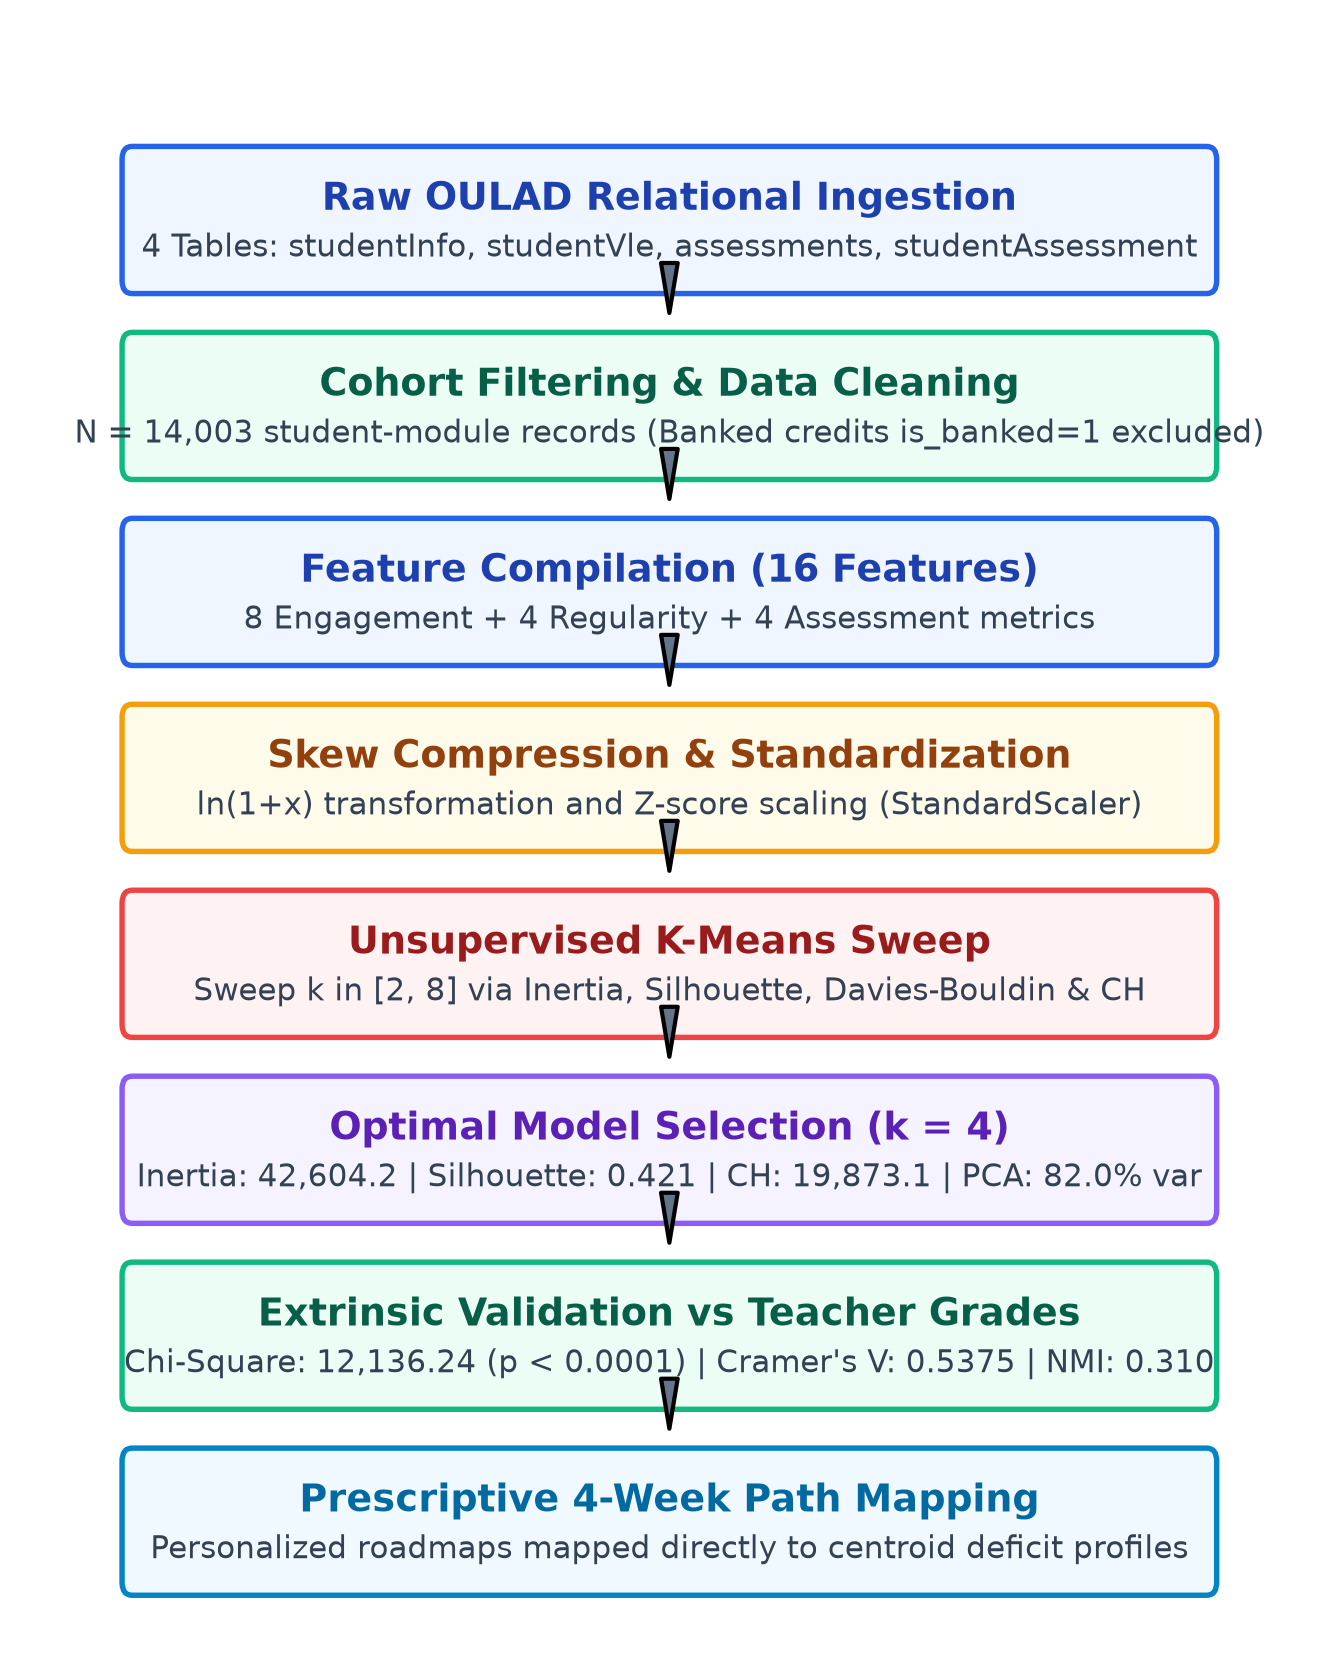 Raw OULAD Relational Ingestion
4 Tables: studentInfo, studentVle, assessments, studentAssessment
Cohort Filtering & Data Cleaning
N = 14,003 student-module records (Banked credits is_banked=1 excluded)
Feature Compilation (16 Features)
8 Engagement + 4 Regularity + 4 Assessment metrics
Skew Compression & Standardization
ln(1+x) transformation and Z-score scaling (StandardScaler)
Unsupervised K-Means Sweep
Sweep k in [2, 8] via Inertia, Silhouette, Davies-Bouldin & CH
Optimal Model Selection (k = 4)
Inertia: 42,604.2 | Silhouette: 0.421 | CH: 19,873.1 | PCA: 82.0% var
Extrinsic Validation vs Teacher Grades
Chi-Square: 12,136.24 (p < 0.0001) | Cramer's V: 0.5375 | NMI: 0.310
Prescriptive 4-Week Path Mapping
Personalized roadmaps mapped directly to centroid deficit profiles